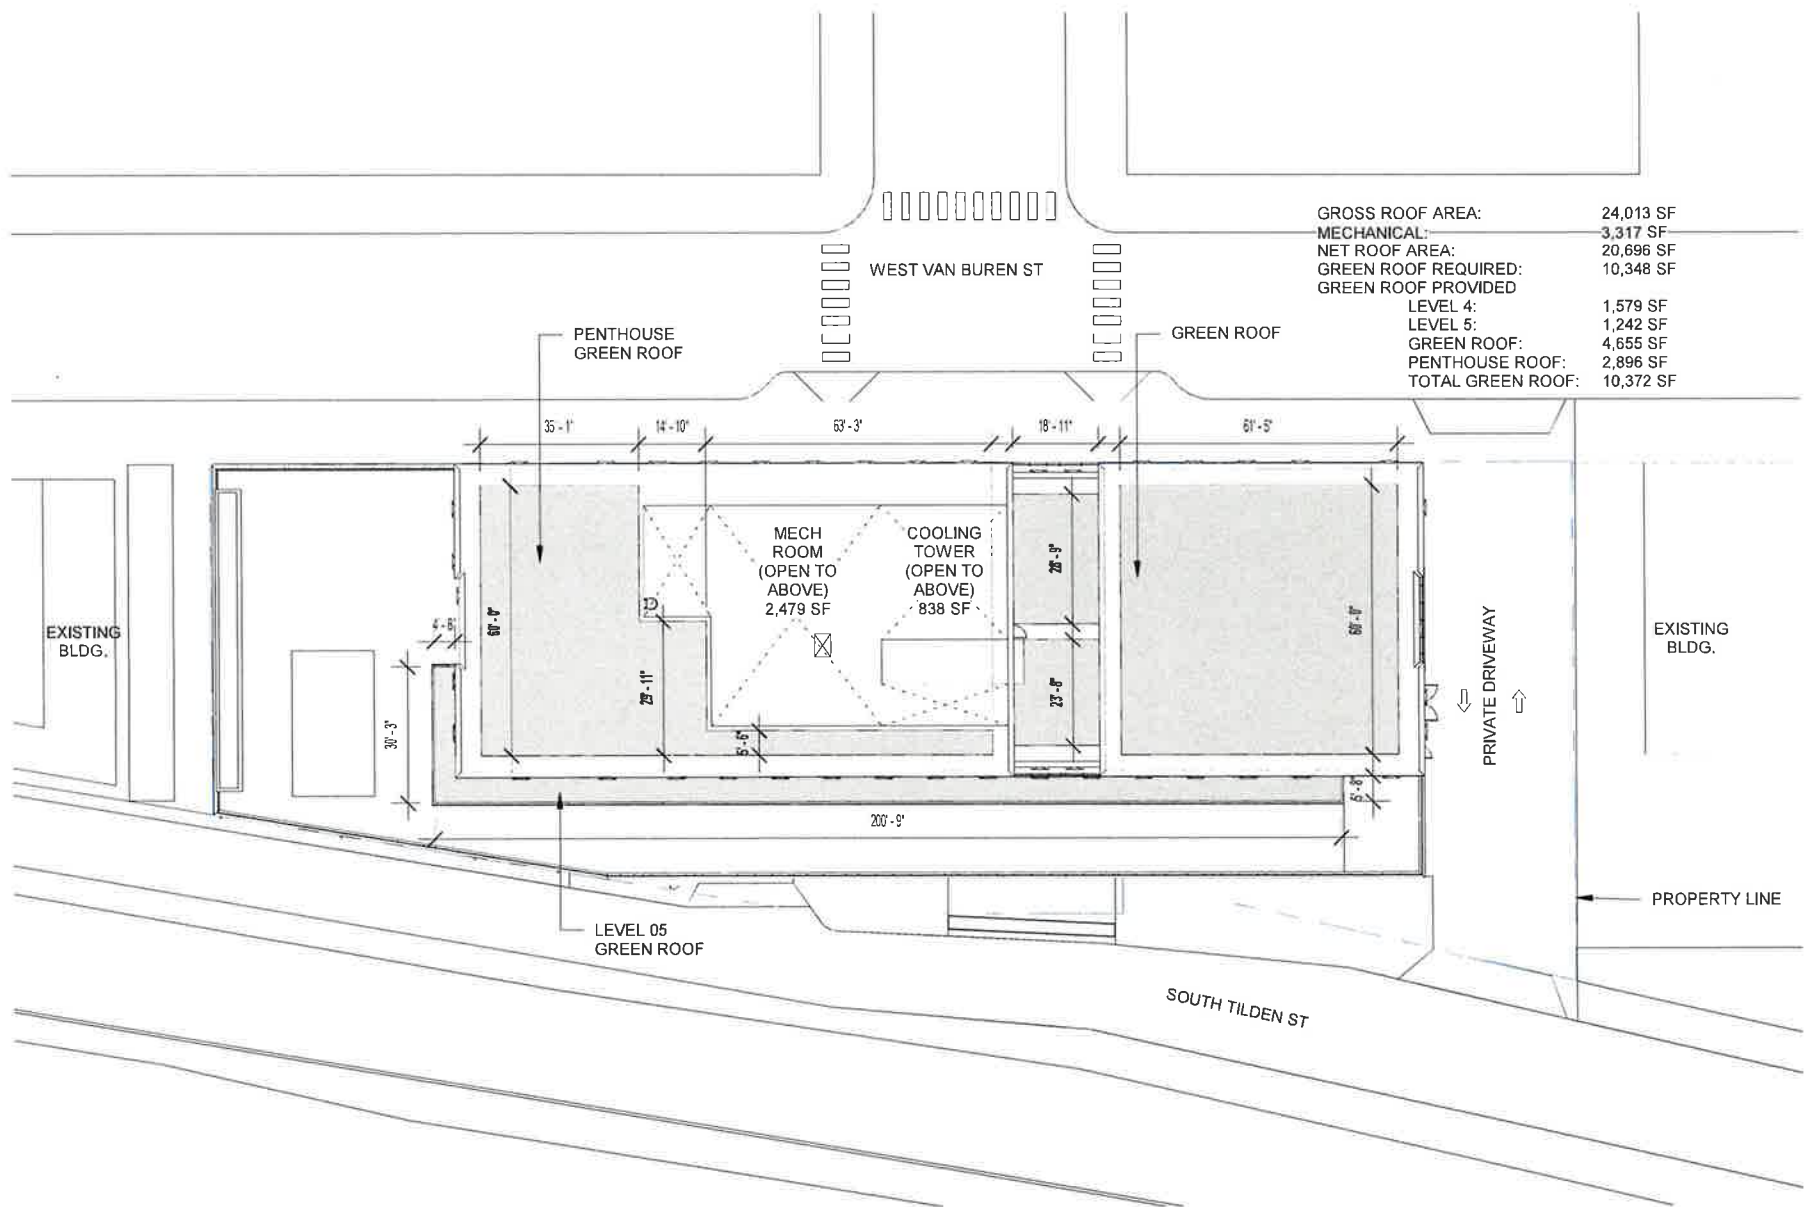 GROSS ROOF AREA: 24,013 SF
MECHANICAL: 3,317 SF
NET ROOF AREA: 20,696 SF
GREEN ROOF REQUIRED: 10,348 SF
GREEN ROOF PROVIDED
LEVEL 4: 1,579 SF
LEVEL 5: 1,242 SF
GREEN ROOF: 4,655 SF
PENTHOUSE ROOF: 2,896 SF
TOTAL GREEN ROOF: 10,372 SF
WEST VAN BUREN ST
PENTHOUSE
GREEN ROOF
GREEN ROOF
35 - 1"
14' - 10"
63' - 3"
18' - 11"
61' - 5"
MECH
ROOM
(OPEN TO
ABOVE)
2,479 SF
COOLING
TOWER
(OPEN TO
ABOVE)
838 SF
60' - 0"
29' - 11"
23' - 8"
60' - 0"
30' - 3"
200' - 9"
EXISTING
BLDG.
PRIVATE DRIVEWAY
EXISTING
BLDG.
PROPERTY LINE
LEVEL 05
GREEN ROOF
SOUTH TILDEN ST